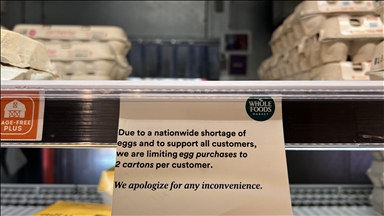 WHOLE
FOODS
MARKET
AGE-FREE
PLUS
Due to a nationwide shortage of
eggs and to support all customers,
we are limiting egg purchases to
2 cartons per customer.
We apologize for any inconvenience.